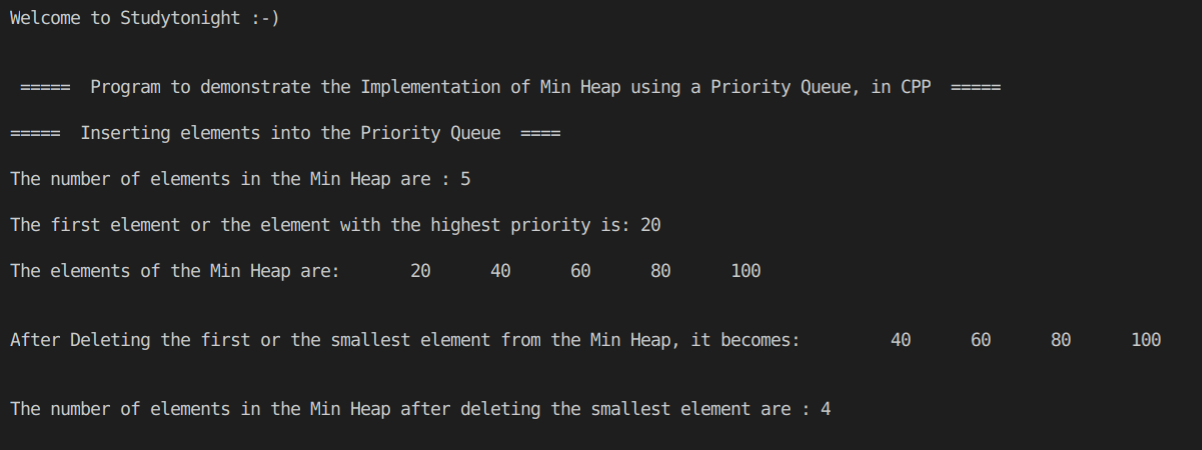 Welcome to Studytonight :-)
===== Program to demonstrate the Implementation of Min Heap using a Priority Queue, in CPP =====
===== Inserting elements into the Priority Queue ====
The number of elements in the Min Heap are : 5
The first element or the element with the highest priority is: 20
The elements of the Min Heap are: 20 40 60 80 100
After Deleting the first or the smallest element from the Min Heap, it becomes: 40 60 80 100
The number of elements in the Min Heap after deleting the smallest element are : 4